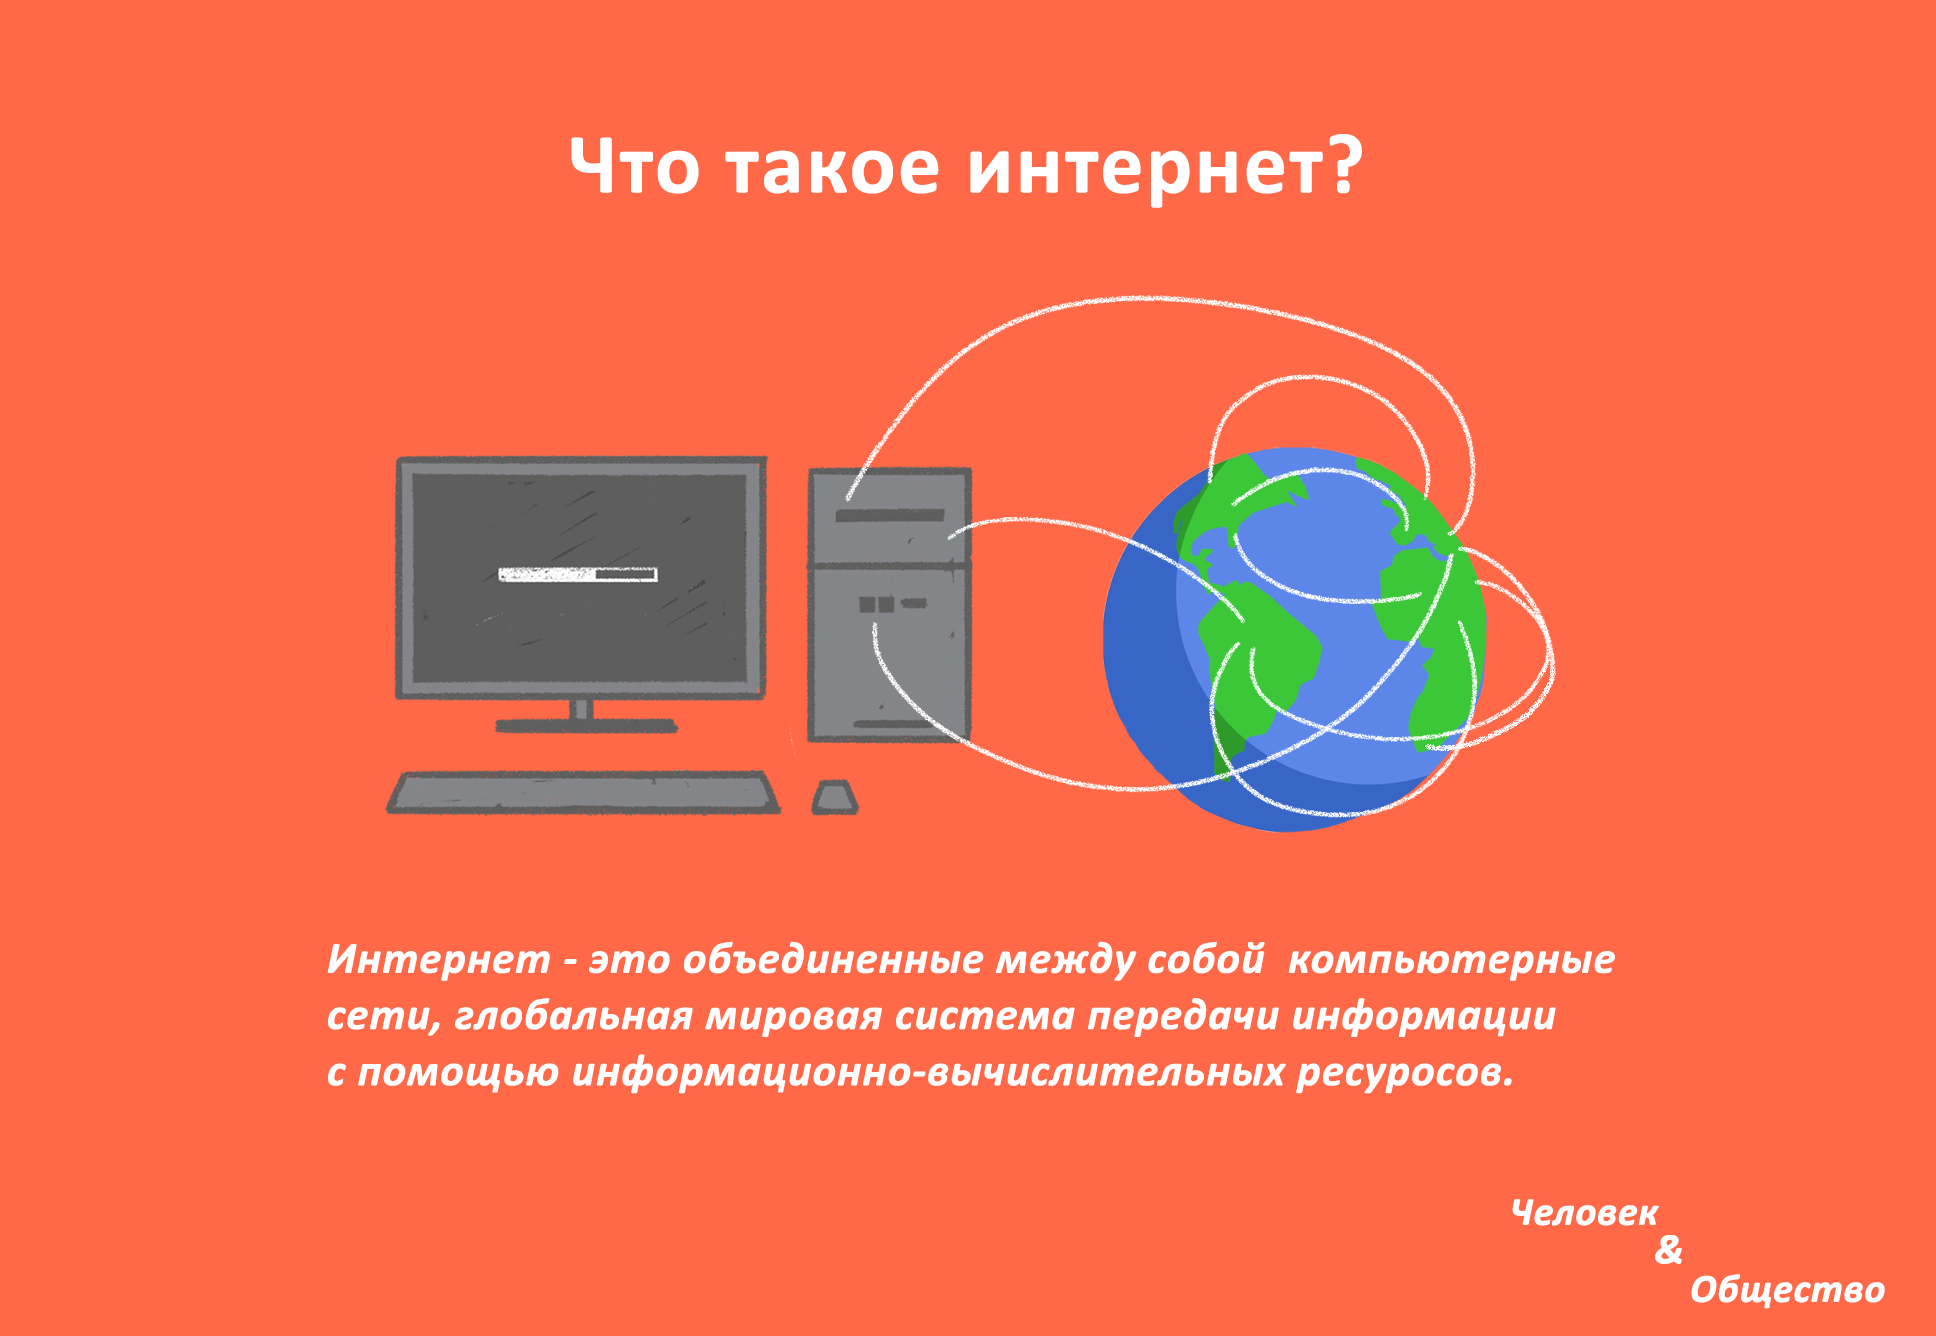 Что такое интернет?
Интернет - это объединенные между собой компьютерные
сети, глобальная мировая система передачи информации
с помощью информационно-вычислительных ресуросов.
Человек
&
Общество